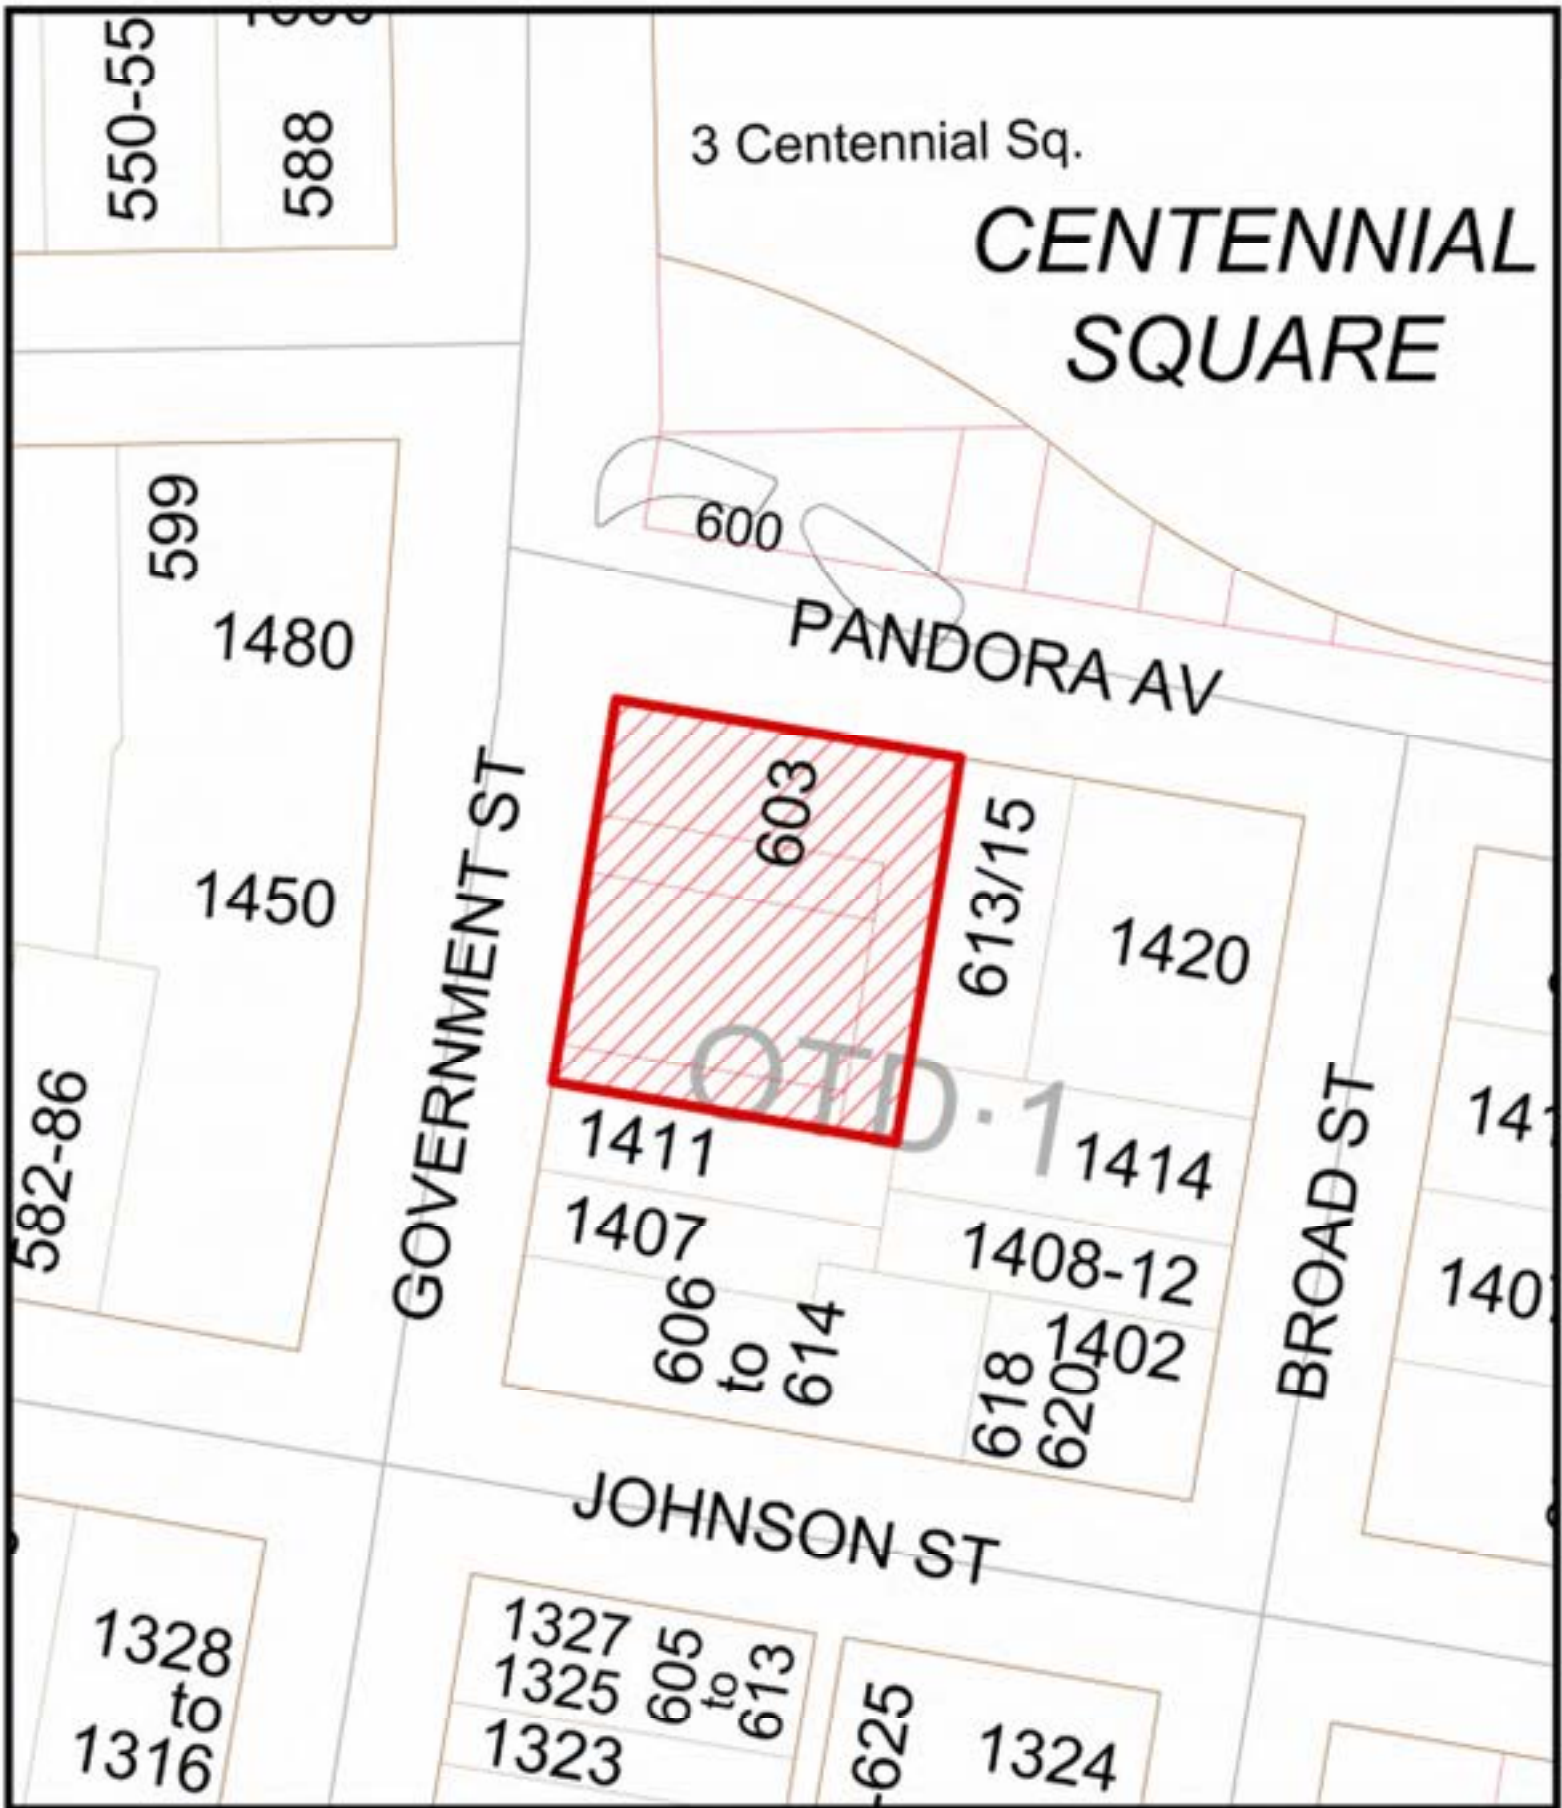 550-55
588
3 Centennial Sq.
CENTENNIAL
SQUARE
599
600
1480
PANDORA AV
603
GOVERNMENT ST
613/15
1450
1420
OTD·1
582-86
1411
1414
BROAD ST
1407
1408-12
606
to
614
1402
618
620
JOHNSON ST
1328
to
1316
1327
1325
605
to
613
1323
-625
1324